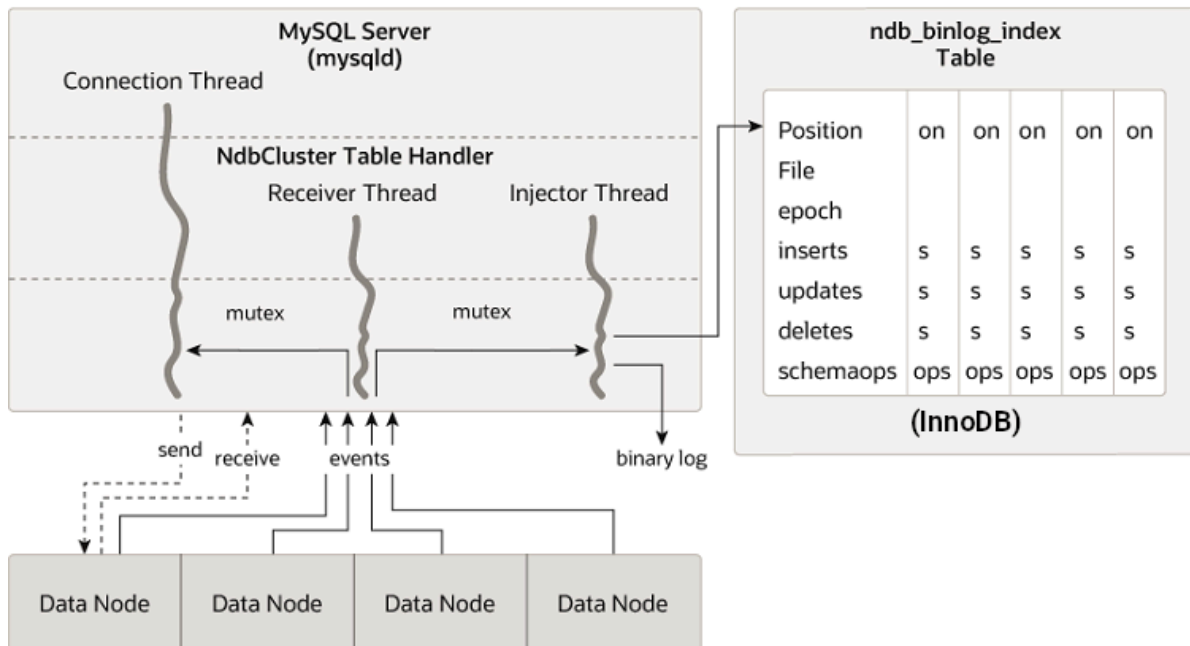 MySQL Server
(mysqld)
Connection Thread
NdbCluster Table Handler
Receiver Thread
Injector Thread
mutex
mutex
send
receive
events
binary log
Data Node
Data Node
Data Node
Data Node
ndb_binlog_index
Table
Position on on on on on
File
epoch
inserts s s s s s
updates s s s s s
deletes s s s s s
schemaops ops ops ops ops ops
(InnoDB)